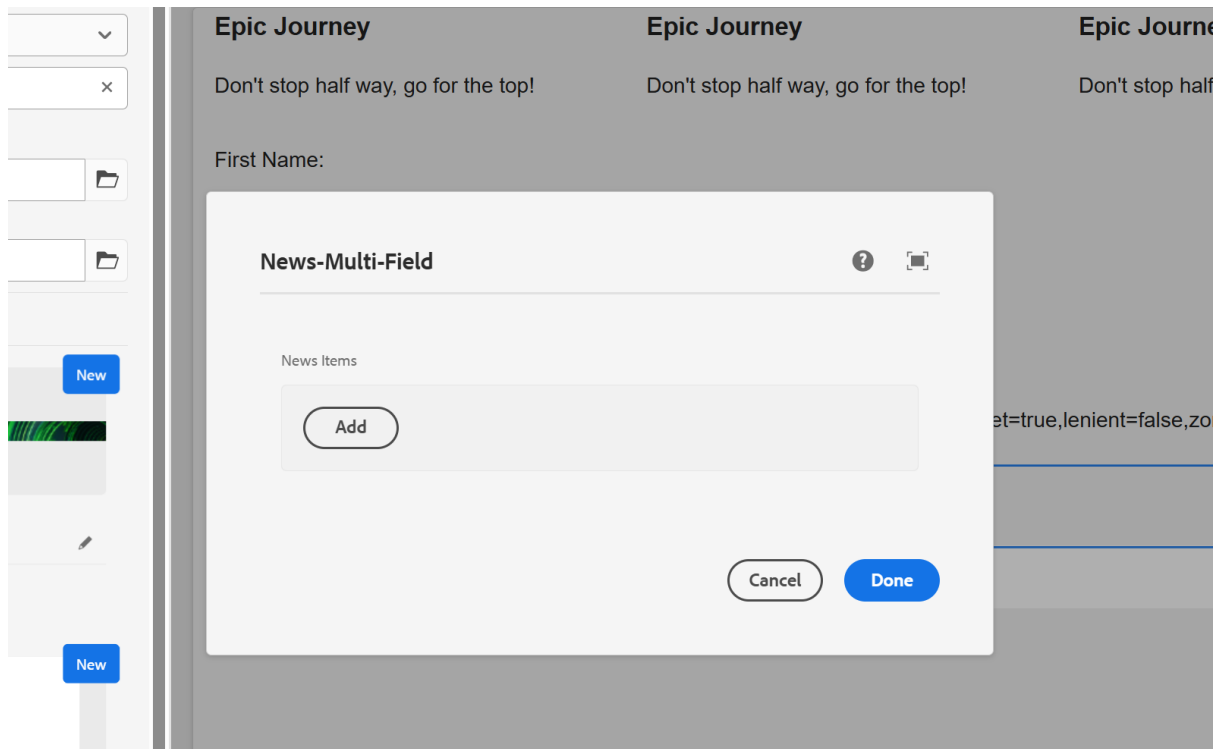 Epic Journey
Epic Journey
Epic Journe
Don't stop half way, go for the top!
Don't stop half way, go for the top!
Don't stop half
First Name:
News-Multi-Field
New
News Items
Add
et=true,lenient=false,zo
Cancel
Done
New